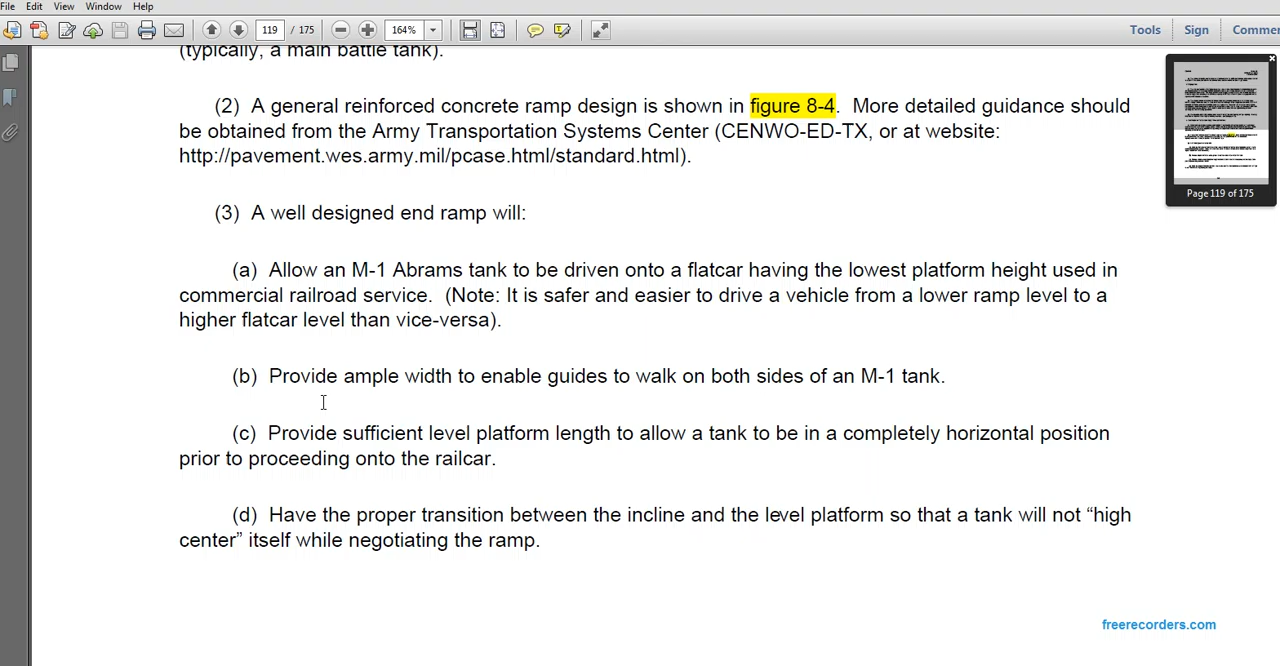 File Edit View Window Help
119 / 175 164% Tools Sign Commer
(typically, a main battle tank).
(2) A general reinforced concrete ramp design is shown in figure 8-4. More detailed guidance should
be obtained from the Army Transportation Systems Center (CENWO-ED-TX, or at website:
http://pavement.wes.army.mil/pcase.html/standard.html).
Page 119 of 175
(3) A well designed end ramp will:
(a) Allow an M-1 Abrams tank to be driven onto a flatcar having the lowest platform height used in
commercial railroad service. (Note: It is safer and easier to drive a vehicle from a lower ramp level to a
higher flatcar level than vice-versa).
(b) Provide ample width to enable guides to walk on both sides of an M-1 tank.
(c) Provide sufficient level platform length to allow a tank to be in a completely horizontal position
prior to proceeding onto the railcar.
(d) Have the proper transition between the incline and the level platform so that a tank will not “high
center” itself while negotiating the ramp.
freerecorders.com